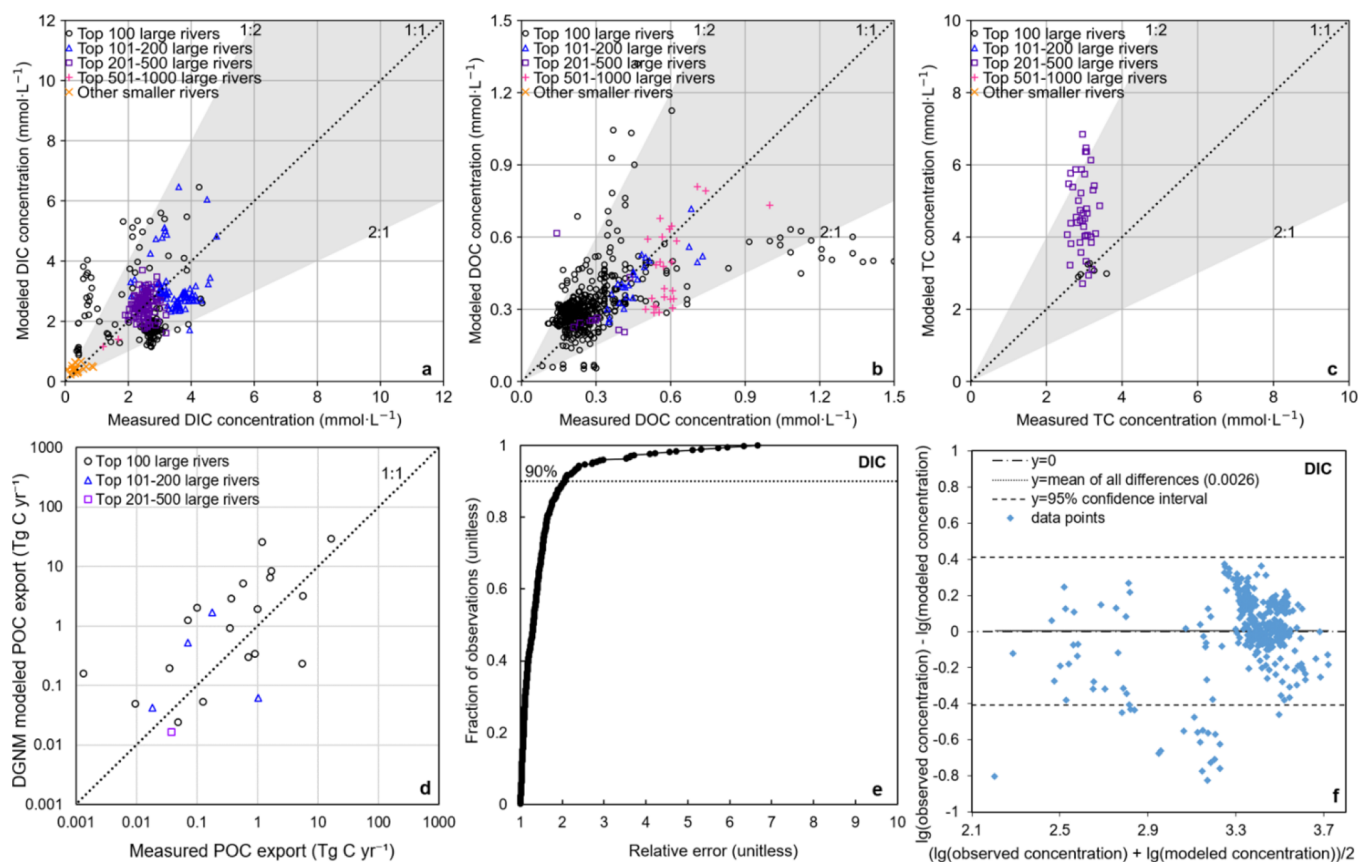 Top 100 large rivers
Top 101-200 large rivers
Top 201-500 large rivers
Top 501-1000 large rivers
Other smaller rivers
1:2
1:1
2:1
12
10
8
6
4
2
0
0 2 4 6 8 10 12
Modeled DIC concentration (mmol·L⁻¹)
Measured DIC concentration (mmol·L⁻¹)
a
Top 100 large rivers
Top 101-200 large rivers
Top 201-500 large rivers
Top 501-1000 large rivers
1:2
1:1
2:1
1.5
1.2
0.9
0.6
0.3
0.0
0.0 0.3 0.6 0.9 1.2 1.5
Modeled DOC concentration (mmol·L⁻¹)
Measured DOC concentration (mmol·L⁻¹)
b
Top 100 large rivers
Top 101-200 large rivers
Top 201-500 large rivers
Top 501-1000 large rivers
Other smaller rivers
1:2
1:1
2:1
10
8
6
4
2
0
0 2 4 6 8 10
Modeled TC concentration (mmol·L⁻¹)
Measured TC concentration (mmol·L⁻¹)
c
Top 100 large rivers
Top 101-200 large rivers
Top 201-500 large rivers
1:1
1000
100
10
1
0.1
0.01
0.001
0.001 0.01 0.1 1 10 100 1000
DGNM modeled POC export (Tg C yr⁻¹)
Measured POC export (Tg C yr⁻¹)
d
DIC
90%
1
0.8
0.6
0.4
0.2
0
1 2 3 4 5 6 7 8 9 10
Fraction of observations (unitless)
Relative error (unitless)
e
y=0
y=mean of all differences (0.0026)
y=95% confidence interval
data points
DIC
1
0.8
0.6
0.4
0.2
0
-0.2
-0.4
-0.6
-0.8
-1
2.1 2.5 2.9 3.3 3.7
lg(observed concentration) - lg(modeled concentration)
(lg(observed concentration) + lg(modeled concentration))/2
f